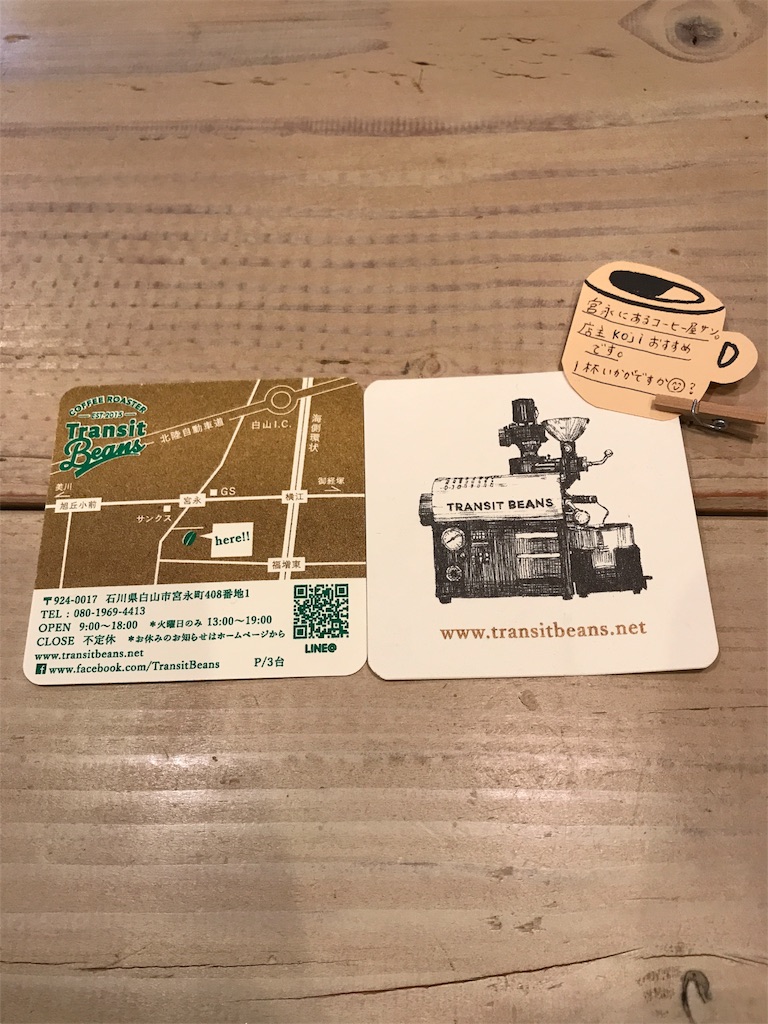 COFFEE ROASTER
EST·2015
Transit
Beans
北陸自動車道
白山I.C.
海側環状
美川
旭丘小前
宮永
GS
横江
御経塚
サンクス
here!!
福増東
〒924-0017 石川県白山市宮永町408番地1
TEL : 080-1969-4413
OPEN 9:00〜18:00 *火曜日のみ 13:00〜19:00
CLOSE 不定休 *お休みのお知らせはホームページから
www.transitbeans.net
www.facebook.com/TransitBeans P/3台
LINE@
TRANSIT BEANS
www.transitbeans.net
宮永にあるコーヒー屋サン。
店主 Koji おすすめ
です。
1杯いかがですか☺?